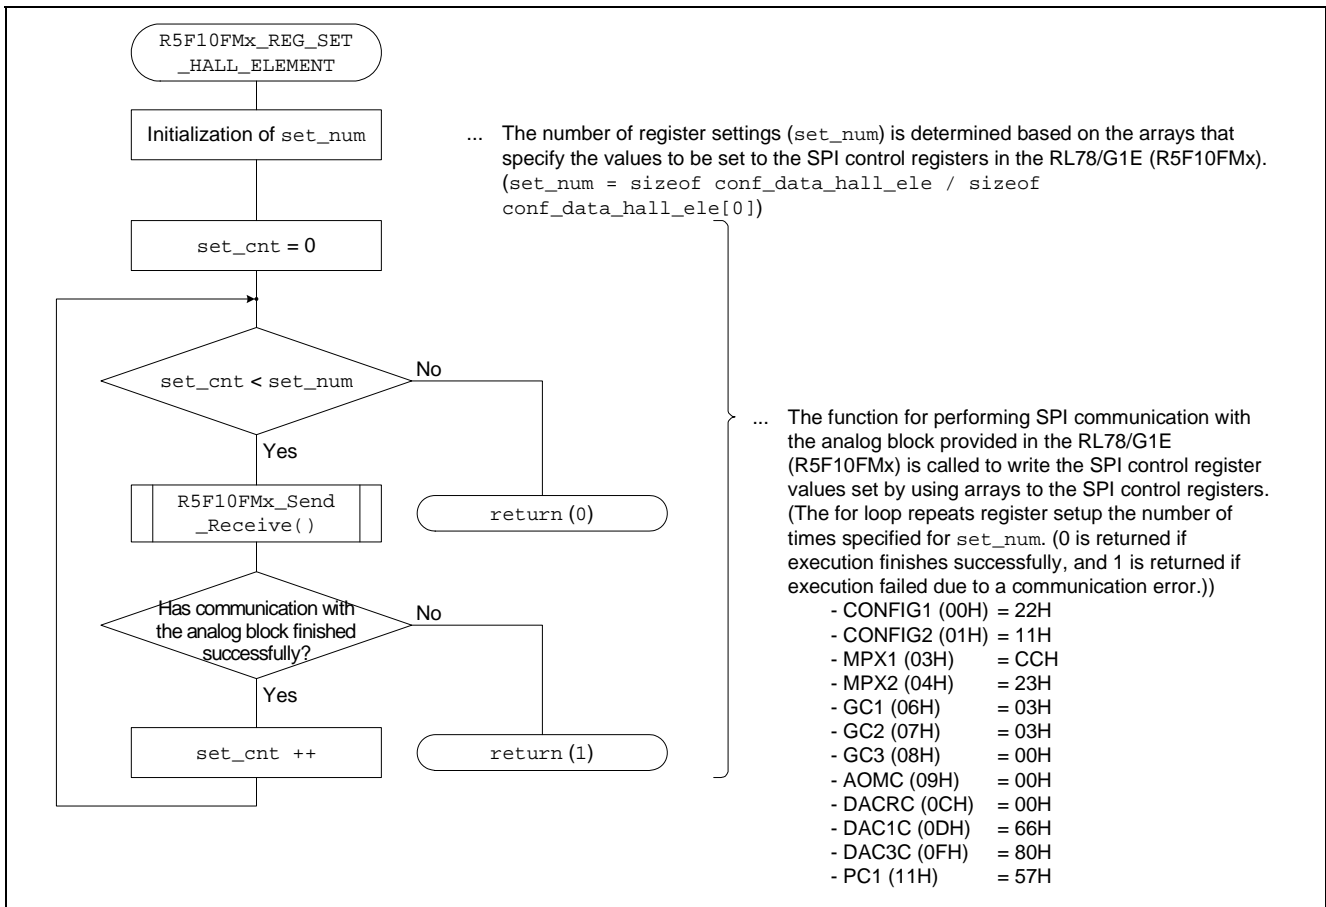 R5F10FMx_REG_SET
_HALL_ELEMENT
Initialization of set_num
... The number of register settings (set_num) is determined based on the arrays that
specify the values to be set to the SPI control registers in the RL78/G1E (R5F10FMx).
(set_num = sizeof conf_data_hall_ele / sizeof
conf_data_hall_ele[0])
set_cnt = 0
set_cnt < set_num
No
Yes
R5F10FMx_Send
_Receive()
return (0)
Has communication with
the analog block finished
successfully?
No
Yes
set_cnt ++
return (1)
... The function for performing SPI communication with
the analog block provided in the RL78/G1E
(R5F10FMx) is called to write the SPI control register
values set by using arrays to the SPI control registers.
(The for loop repeats register setup the number of
times specified for set_num. (0 is returned if
execution finishes successfully, and 1 is returned if
execution failed due to a communication error.))
- CONFIG1 (00H) = 22H
- CONFIG2 (01H) = 11H
- MPX1 (03H) = CCH
- MPX2 (04H) = 23H
- GC1 (06H) = 03H
- GC2 (07H) = 03H
- GC3 (08H) = 00H
- AOMC (09H) = 00H
- DACRC (0CH) = 00H
- DAC1C (0DH) = 66H
- DAC3C (0FH) = 80H
- PC1 (11H) = 57H